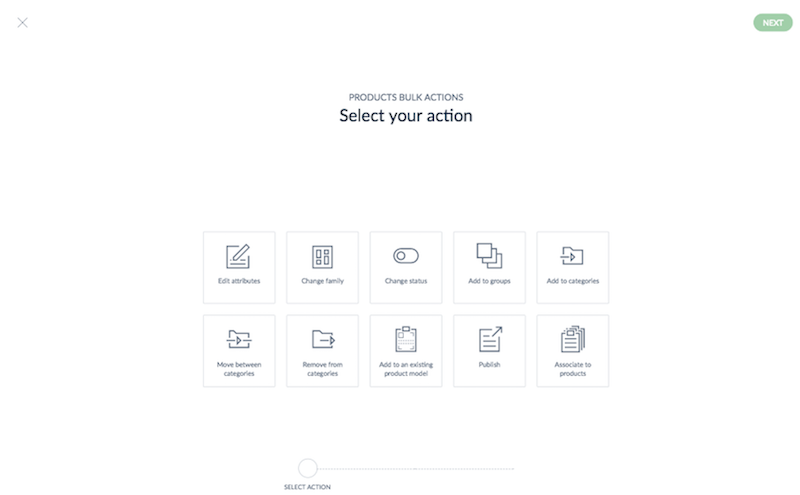 NEXT
PRODUCTS BULK ACTIONS
Select your action
Edit attributes
Change family
Change status
Add to groups
Add to categories
Move between
categories
Remove from
categories
Add to an existing
product model
Publish
Associate to
products
SELECT ACTION